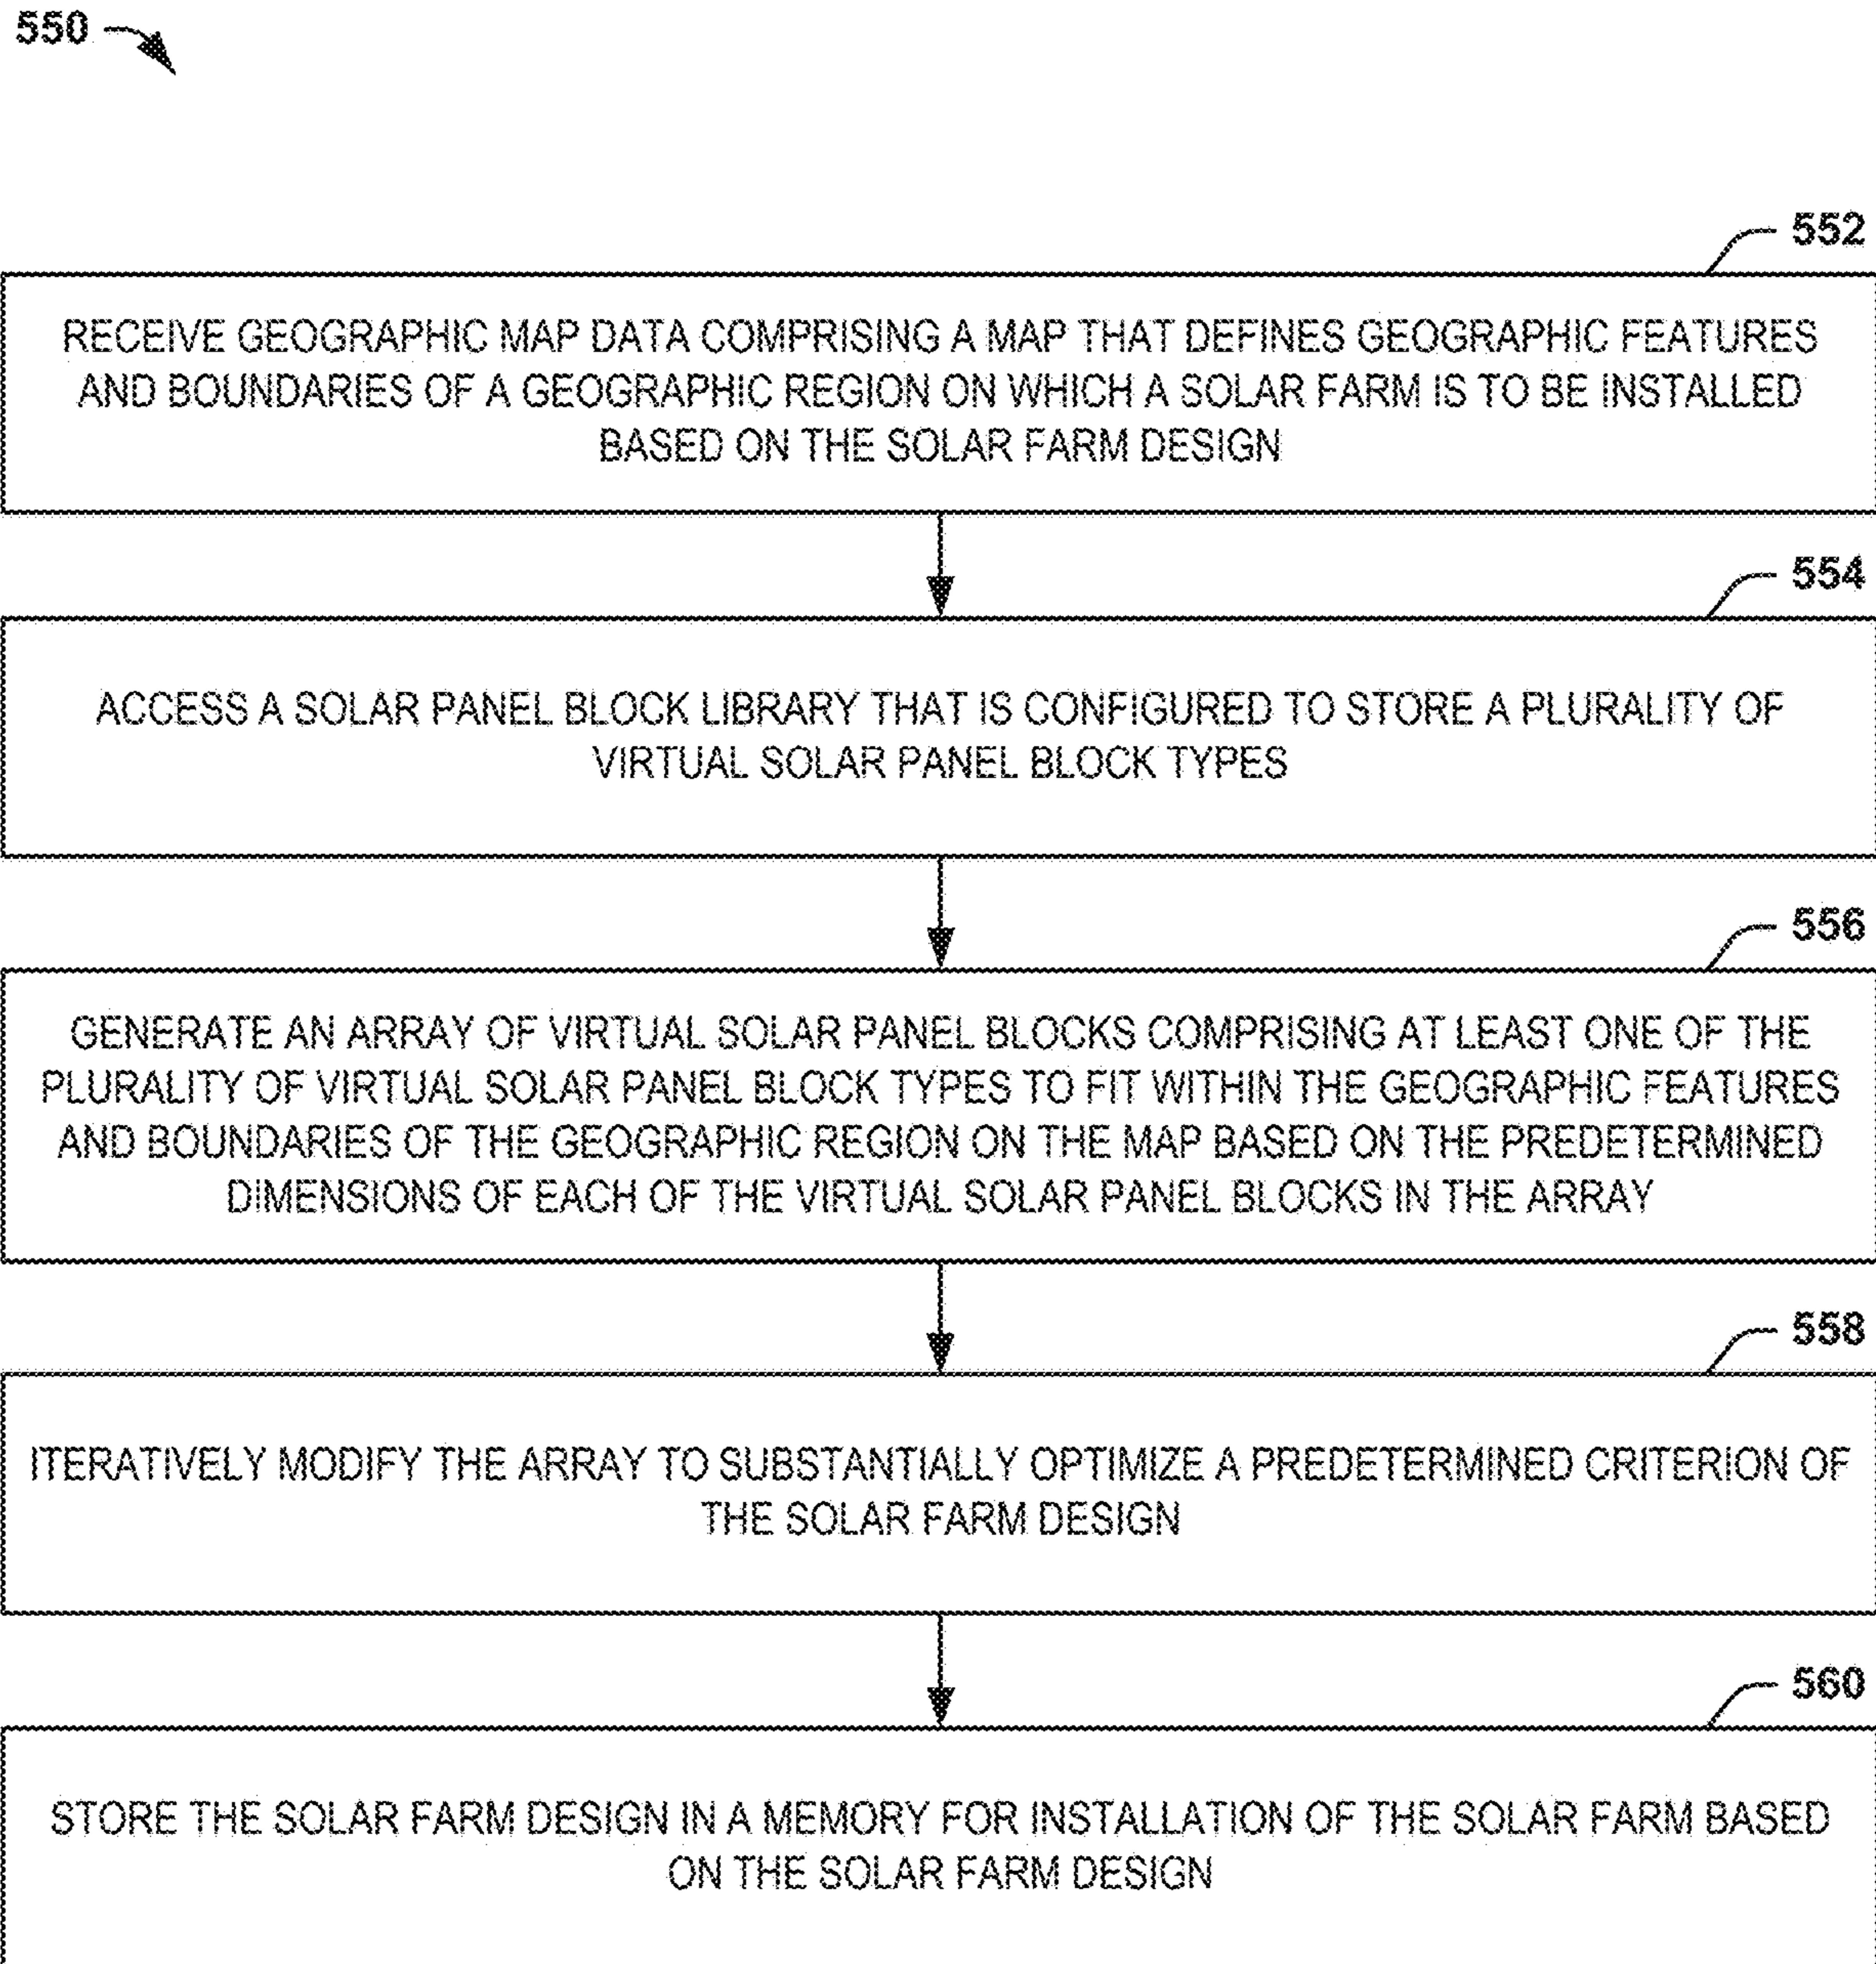 550
552
RECEIVE GEOGRAPHIC MAP DATA COMPRISING A MAP THAT DEFINES GEOGRAPHIC FEATURES
AND BOUNDARIES OF A GEOGRAPHIC REGION ON WHICH A SOLAR FARM IS TO BE INSTALLED
BASED ON THE SOLAR FARM DESIGN
554
ACCESS A SOLAR PANEL BLOCK LIBRARY THAT IS CONFIGURED TO STORE A PLURALITY OF
VIRTUAL SOLAR PANEL BLOCK TYPES
556
GENERATE AN ARRAY OF VIRTUAL SOLAR PANEL BLOCKS COMPRISING AT LEAST ONE OF THE
PLURALITY OF VIRTUAL SOLAR PANEL BLOCK TYPES TO FIT WITHIN THE GEOGRAPHIC FEATURES
AND BOUNDARIES OF THE GEOGRAPHIC REGION ON THE MAP BASED ON THE PREDETERMINED
DIMENSIONS OF EACH OF THE VIRTUAL SOLAR PANEL BLOCKS IN THE ARRAY
558
ITERATIVELY MODIFY THE ARRAY TO SUBSTANTIALLY OPTIMIZE A PREDETERMINED CRITERION OF
THE SOLAR FARM DESIGN
560
STORE THE SOLAR FARM DESIGN IN A MEMORY FOR INSTALLATION OF THE SOLAR FARM BASED
ON THE SOLAR FARM DESIGN